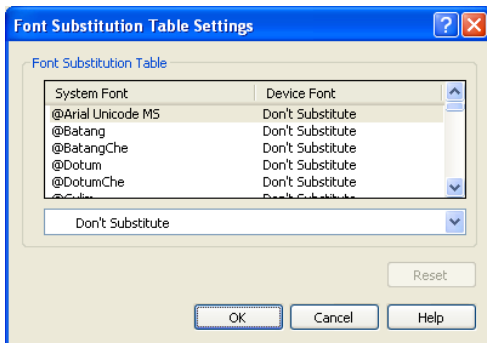 Font Substitution Table Settings
Font Substitution Table
System Font Device Font
@Arial Unicode MS Don't Substitute
@Batang Don't Substitute
@BatangChe Don't Substitute
@Dotum Don't Substitute
@DotumChe Don't Substitute
Don't Substitute
Reset
OK Cancel Help